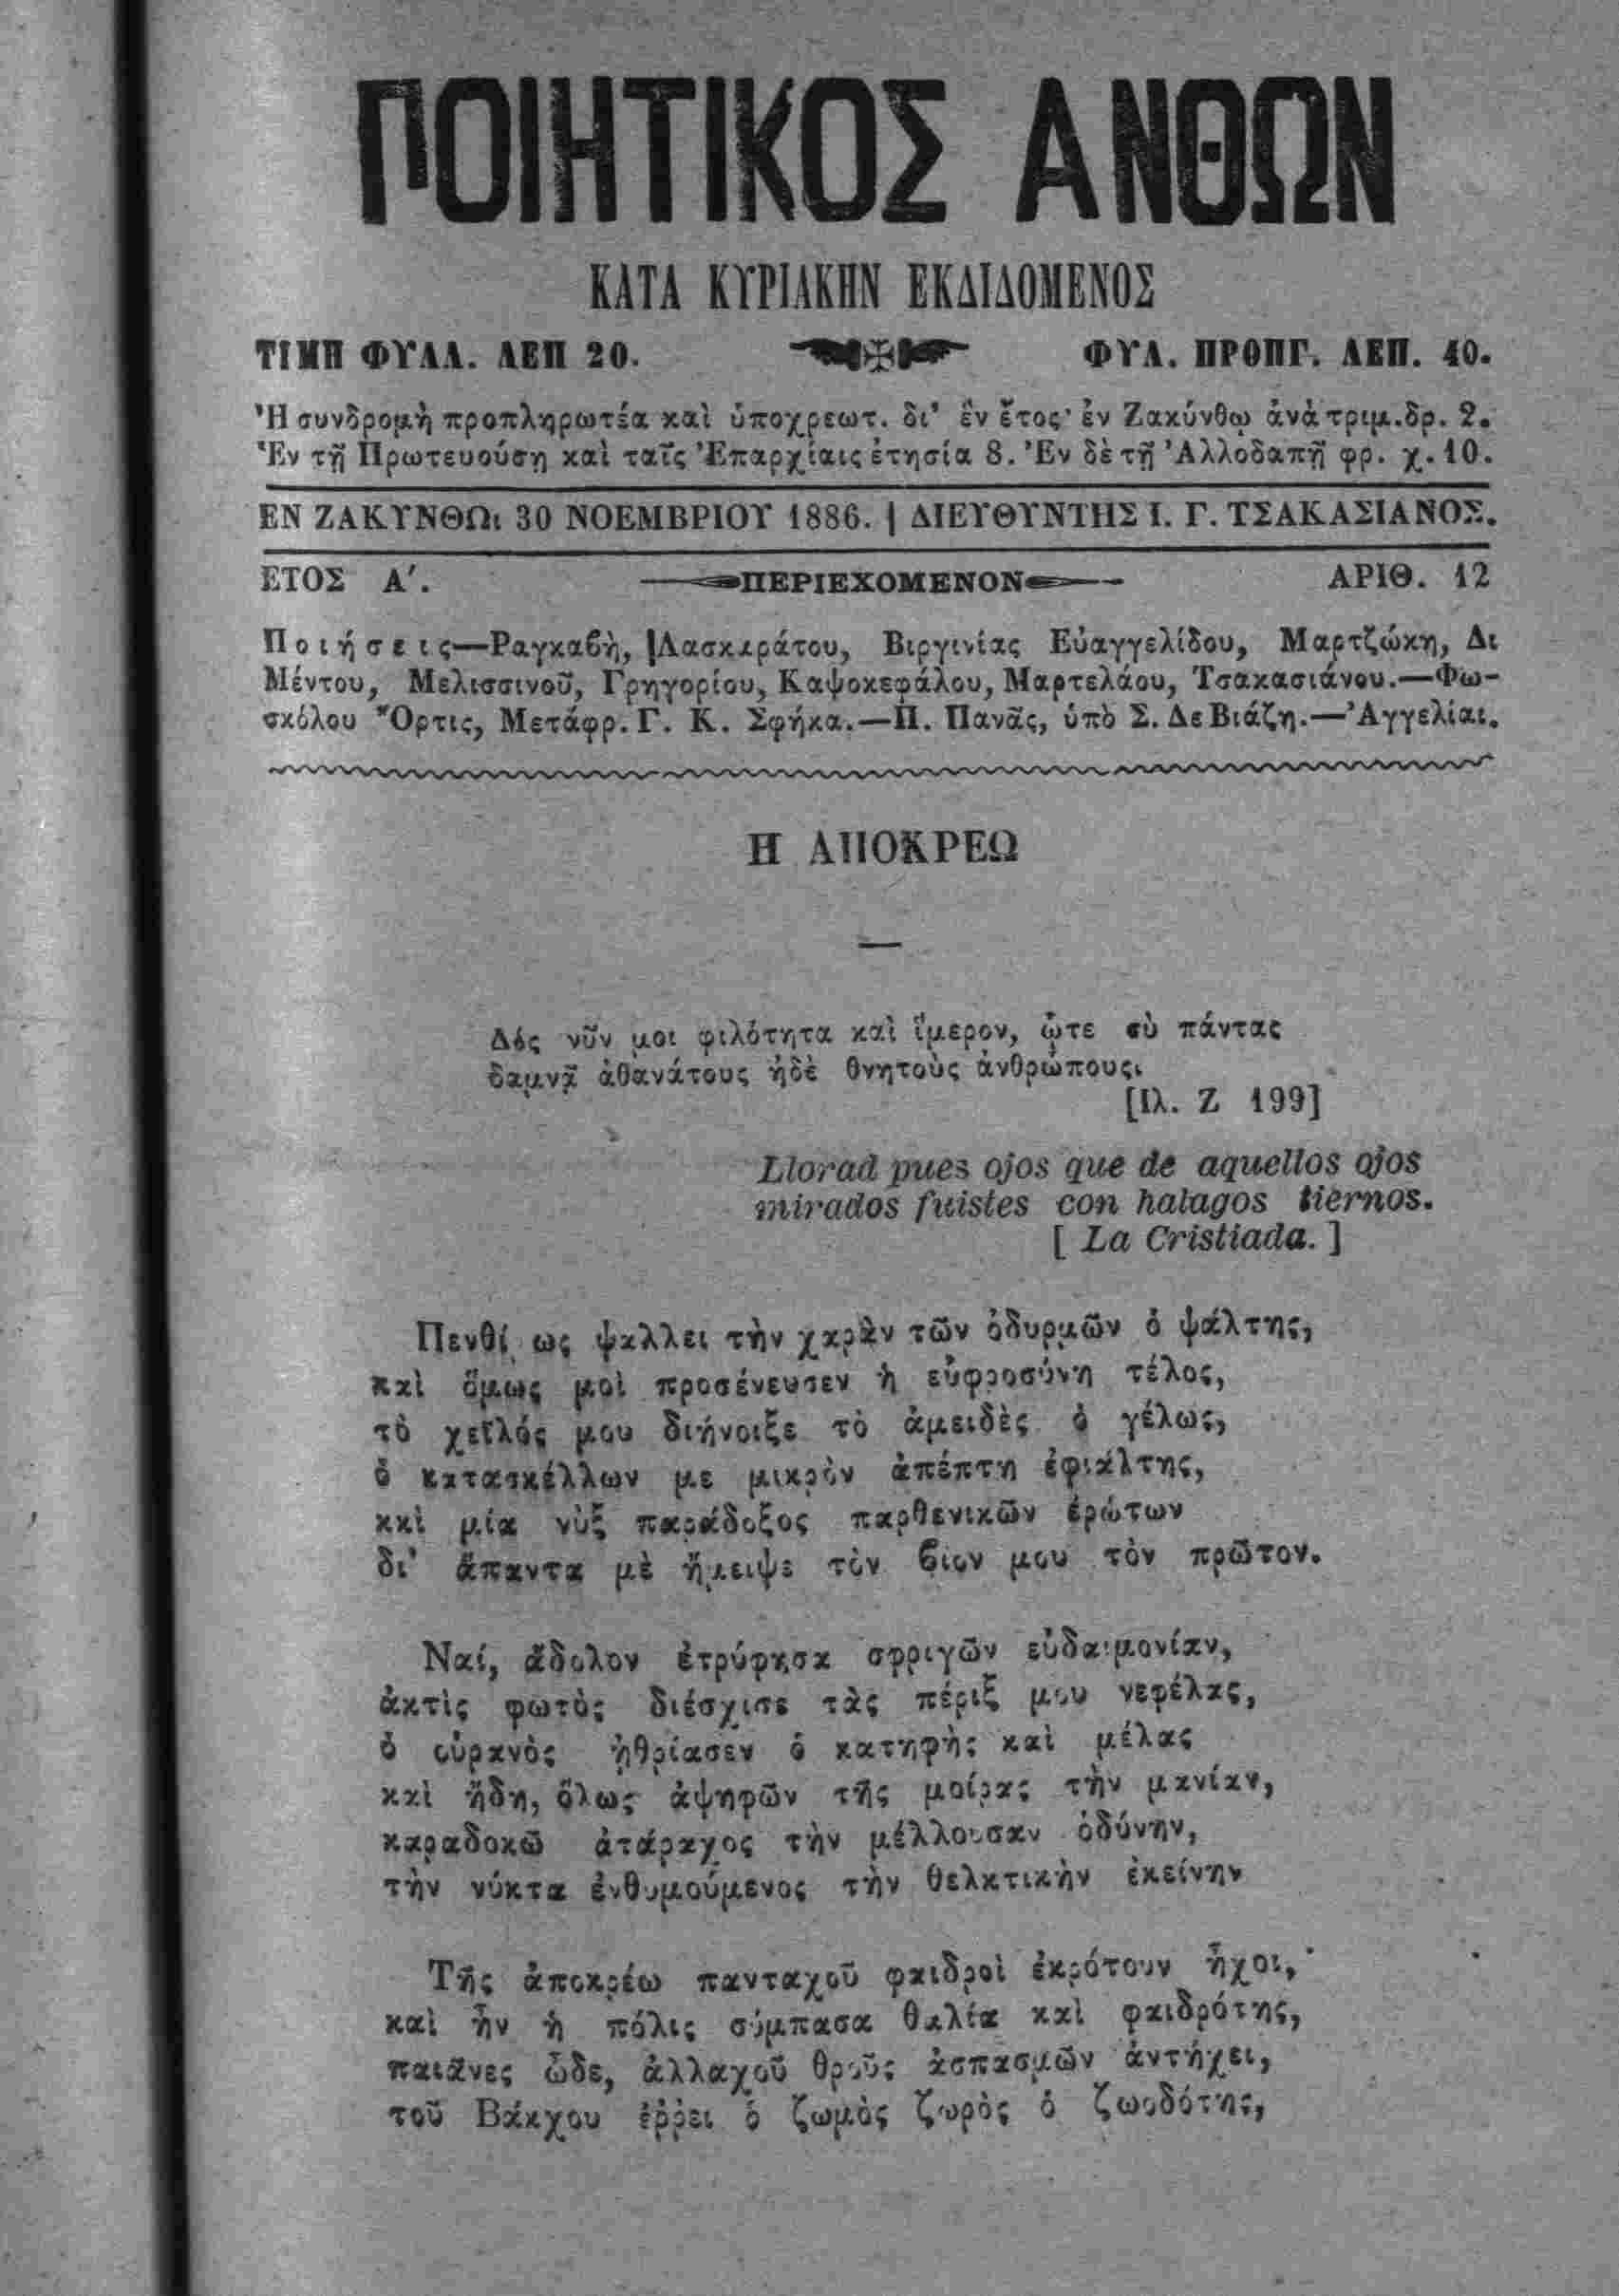 ΠΟΙΗΤΙΚΟΣ ΑΝΘΩΝ
ΚΑΤΑ ΚΥΡΙΑΚΗΝ ΕΚΔΙΔΟΜΕΝΟΣ
ΤΙΜΗ ΦΥΛΛ. ΛΕΠ 20. ΦΥΛ. ΠΡΟΠΓ. ΛΕΠ. 40.
Ἡ συνδρομὴ προπληρωτέα καὶ ὑποχρεωτ. δι' ἓν ἔτος· ἐν Ζακύνθῳ ἀνὰ τριμ. δρ. 2.
Ἐν τῇ Πρωτευούσῃ καὶ ταῖς Ἐπαρχίαις ἐτησία 8. Ἐν δὲ τῇ Ἀλλοδαπῇ φρ. χ. 10.
ΕΝ ΖΑΚΥΝΘΩι 30 ΝΟΕΜΒΡΙΟΥ 1886. | ΔΙΕΥΘΥΝΤΗΣ Ι. Γ. ΤΣΑΚΑΣΙΑΝΟΣ.
ΕΤΟΣ Α΄. ΠΕΡΙΕΧΟΜΕΝΟΝ ΑΡΙΘ. 12
Ποιήσεις—Ραγκαβῆ, Λασκαράτου, Βιργινίας Εὐαγγελίδου, Μαρτζώκη, Δι
Μέντου, Μελισσινοῦ, Γρηγορίου, Καψοκεφάλου, Μαρτελάου, Τσακασιάνου.—Φω-
σκόλου Ὄρτις, Μετάφρ. Γ. Κ. Σφήκα.—Π. Πανᾶς, ὑπὸ Σ. Δε Βιάζη.—Ἀγγελίαι.
Η ΑΠΟΚΡΕΩ
Δός νῦν μοι φιλότητα καὶ ἵμερον, ᾧτε σὺ πάντας
δαμνᾷ ἀθανάτους ἠδὲ θνητοὺς ἀνθρώπους.
[Ιλ. Ζ 199]
Llorad pues ojos que de aquellos ojos
mirados fuistes con halagos tiernos.
[ La Cristiada. ]
Πενθίμως ψάλλει τὴν χαρὰν τῶν ὀδυρμῶν ὁ ψάλτης,
καὶ ὅμως μοὶ προσένευσεν ἡ εὐφροσύνη τέλος,
τὸ χεῖλός μου διήνοιξε τὸ ἀμειδὲς ὁ γέλως,
ὁ κατασκέλλων με μικρὸν ἀπέπτη ἐφιάλτης,
καὶ μία νὺξ παράδοξος παρθενικῶν ἐρώτων
δι' ἅπαντα μὲ ἤμειψε τὸν βίον μου τὸν πρῶτον.
Ναί, ἄδολον ἐτρύφησα σφριγῶν εὐδαιμονίαν,
ἀκτὶς φωτὸς διέσχισε τὰς πέριξ μου νεφέλας,
ὁ οὐρανὸς ᾐθρίασεν ὁ κατηφὴς καὶ μέλας
καὶ ἤδη, ὅλως ἀψηφῶν τῆς μοίρας τὴν μανίαν,
καραδοκῶ ἀτάραχος τὴν μέλλουσαν ὀδύνην,
τὴν νύκτα ἐνθυμούμενος τὴν θελκτικὴν ἐκείνην
Τῆς ἀποκρέω πανταχοῦ φαιδροὶ ἐκρότουν ἦχοι,
καὶ ἦν ἡ πόλις σύμπασα θαλία καὶ φαιδρότης,
παιᾶνες ὧδε, ἀλλαχοῦ θροῦς ἀσπασμῶν ἀντήχει,
τοῦ Βάκχου ἔῤῥει ὁ ζωμὸς ζωρὸς ὁ ζωοδότης,